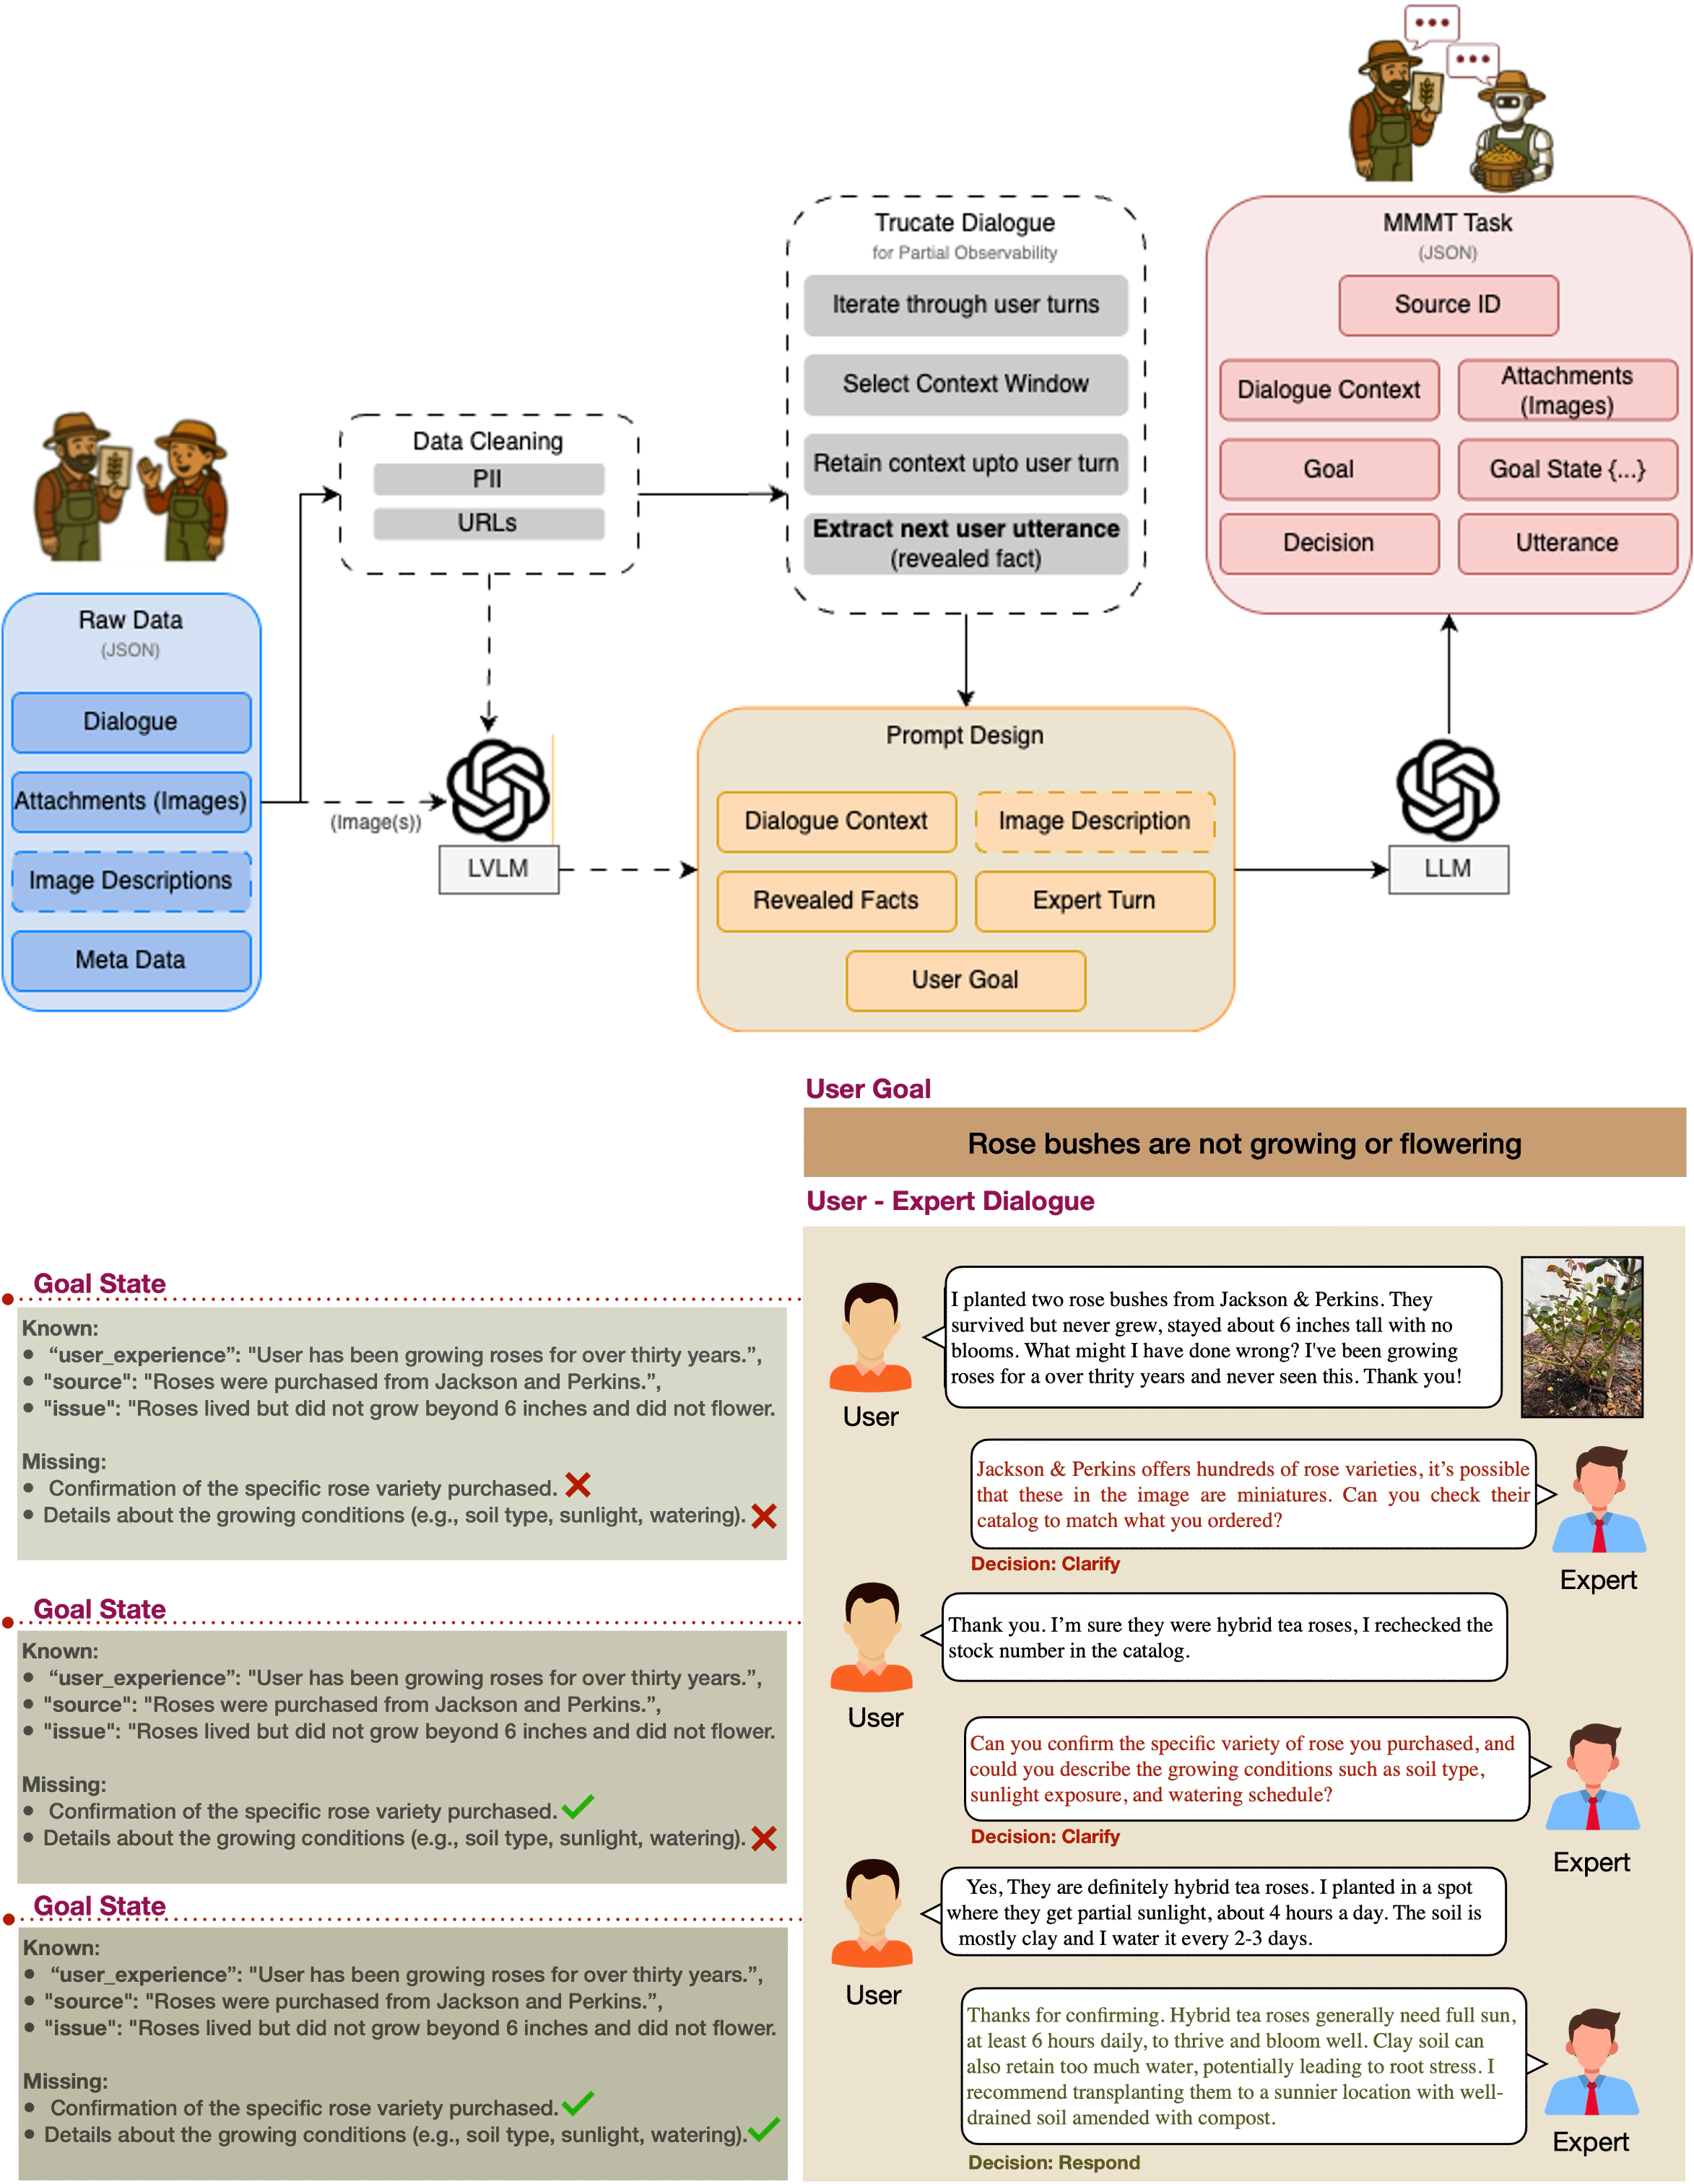 Raw Data
(JSON)
Dialogue
Attachments (Images)
Image Descriptions
Meta Data
Data Cleaning
PII
URLs
(Image(s))
LVLM
Trucate Dialogue
for Partial Observability
Iterate through user turns
Select Context Window
Retain context upto user turn
Extract next user utterance
(revealed fact)
Prompt Design
Dialogue Context
Image Description
Revealed Facts
Expert Turn
User Goal
LLM
MMMT Task
(JSON)
Source ID
Dialogue Context
Attachments
(Images)
Goal
Goal State {...}
Decision
Utterance
User Goal
Rose bushes are not growing or flowering
User - Expert Dialogue
Goal State
Known:
• “user_experience”: "User has been growing roses for over thirty years.”,
• "source": "Roses were purchased from Jackson and Perkins.”,
• "issue": "Roses lived but did not grow beyond 6 inches and did not flower.
Missing:
• Confirmation of the specific rose variety purchased.
• Details about the growing conditions (e.g., soil type, sunlight, watering).
I planted two rose bushes from Jackson & Perkins. They
survived but never grew, stayed about 6 inches tall with no
blooms. What might I have done wrong? I've been growing
roses for a over thrity years and never seen this. Thank you!
User
Jackson & Perkins offers hundreds of rose varieties, it’s possible
that these in the image are miniatures. Can you check their
catalog to match what you ordered?
Decision: Clarify
Expert
Goal State
Known:
• “user_experience”: "User has been growing roses for over thirty years.”,
• "source": "Roses were purchased from Jackson and Perkins.”,
• "issue": "Roses lived but did not grow beyond 6 inches and did not flower.
Missing:
• Confirmation of the specific rose variety purchased.
• Details about the growing conditions (e.g., soil type, sunlight, watering).
Thank you. I’m sure they were hybrid tea roses, I rechecked the
stock number in the catalog.
User
Can you confirm the specific variety of rose you purchased, and
could you describe the growing conditions such as soil type,
sunlight exposure, and watering schedule?
Decision: Clarify
Expert
Goal State
Known:
• “user_experience”: "User has been growing roses for over thirty years.”,
• "source": "Roses were purchased from Jackson and Perkins.”,
• "issue": "Roses lived but did not grow beyond 6 inches and did not flower.
Missing:
• Confirmation of the specific rose variety purchased.
• Details about the growing conditions (e.g., soil type, sunlight, watering).
Yes, They are definitely hybrid tea roses. I planted in a spot
where they get partial sunlight, about 4 hours a day. The soil is
mostly clay and I water it every 2-3 days.
User
Thanks for confirming. Hybrid tea roses generally need full sun,
at least 6 hours daily, to thrive and bloom well. Clay soil can
also retain too much water, potentially leading to root stress. I
recommend transplanting them to a sunnier location with well-
drained soil amended with compost.
Decision: Respond
Expert